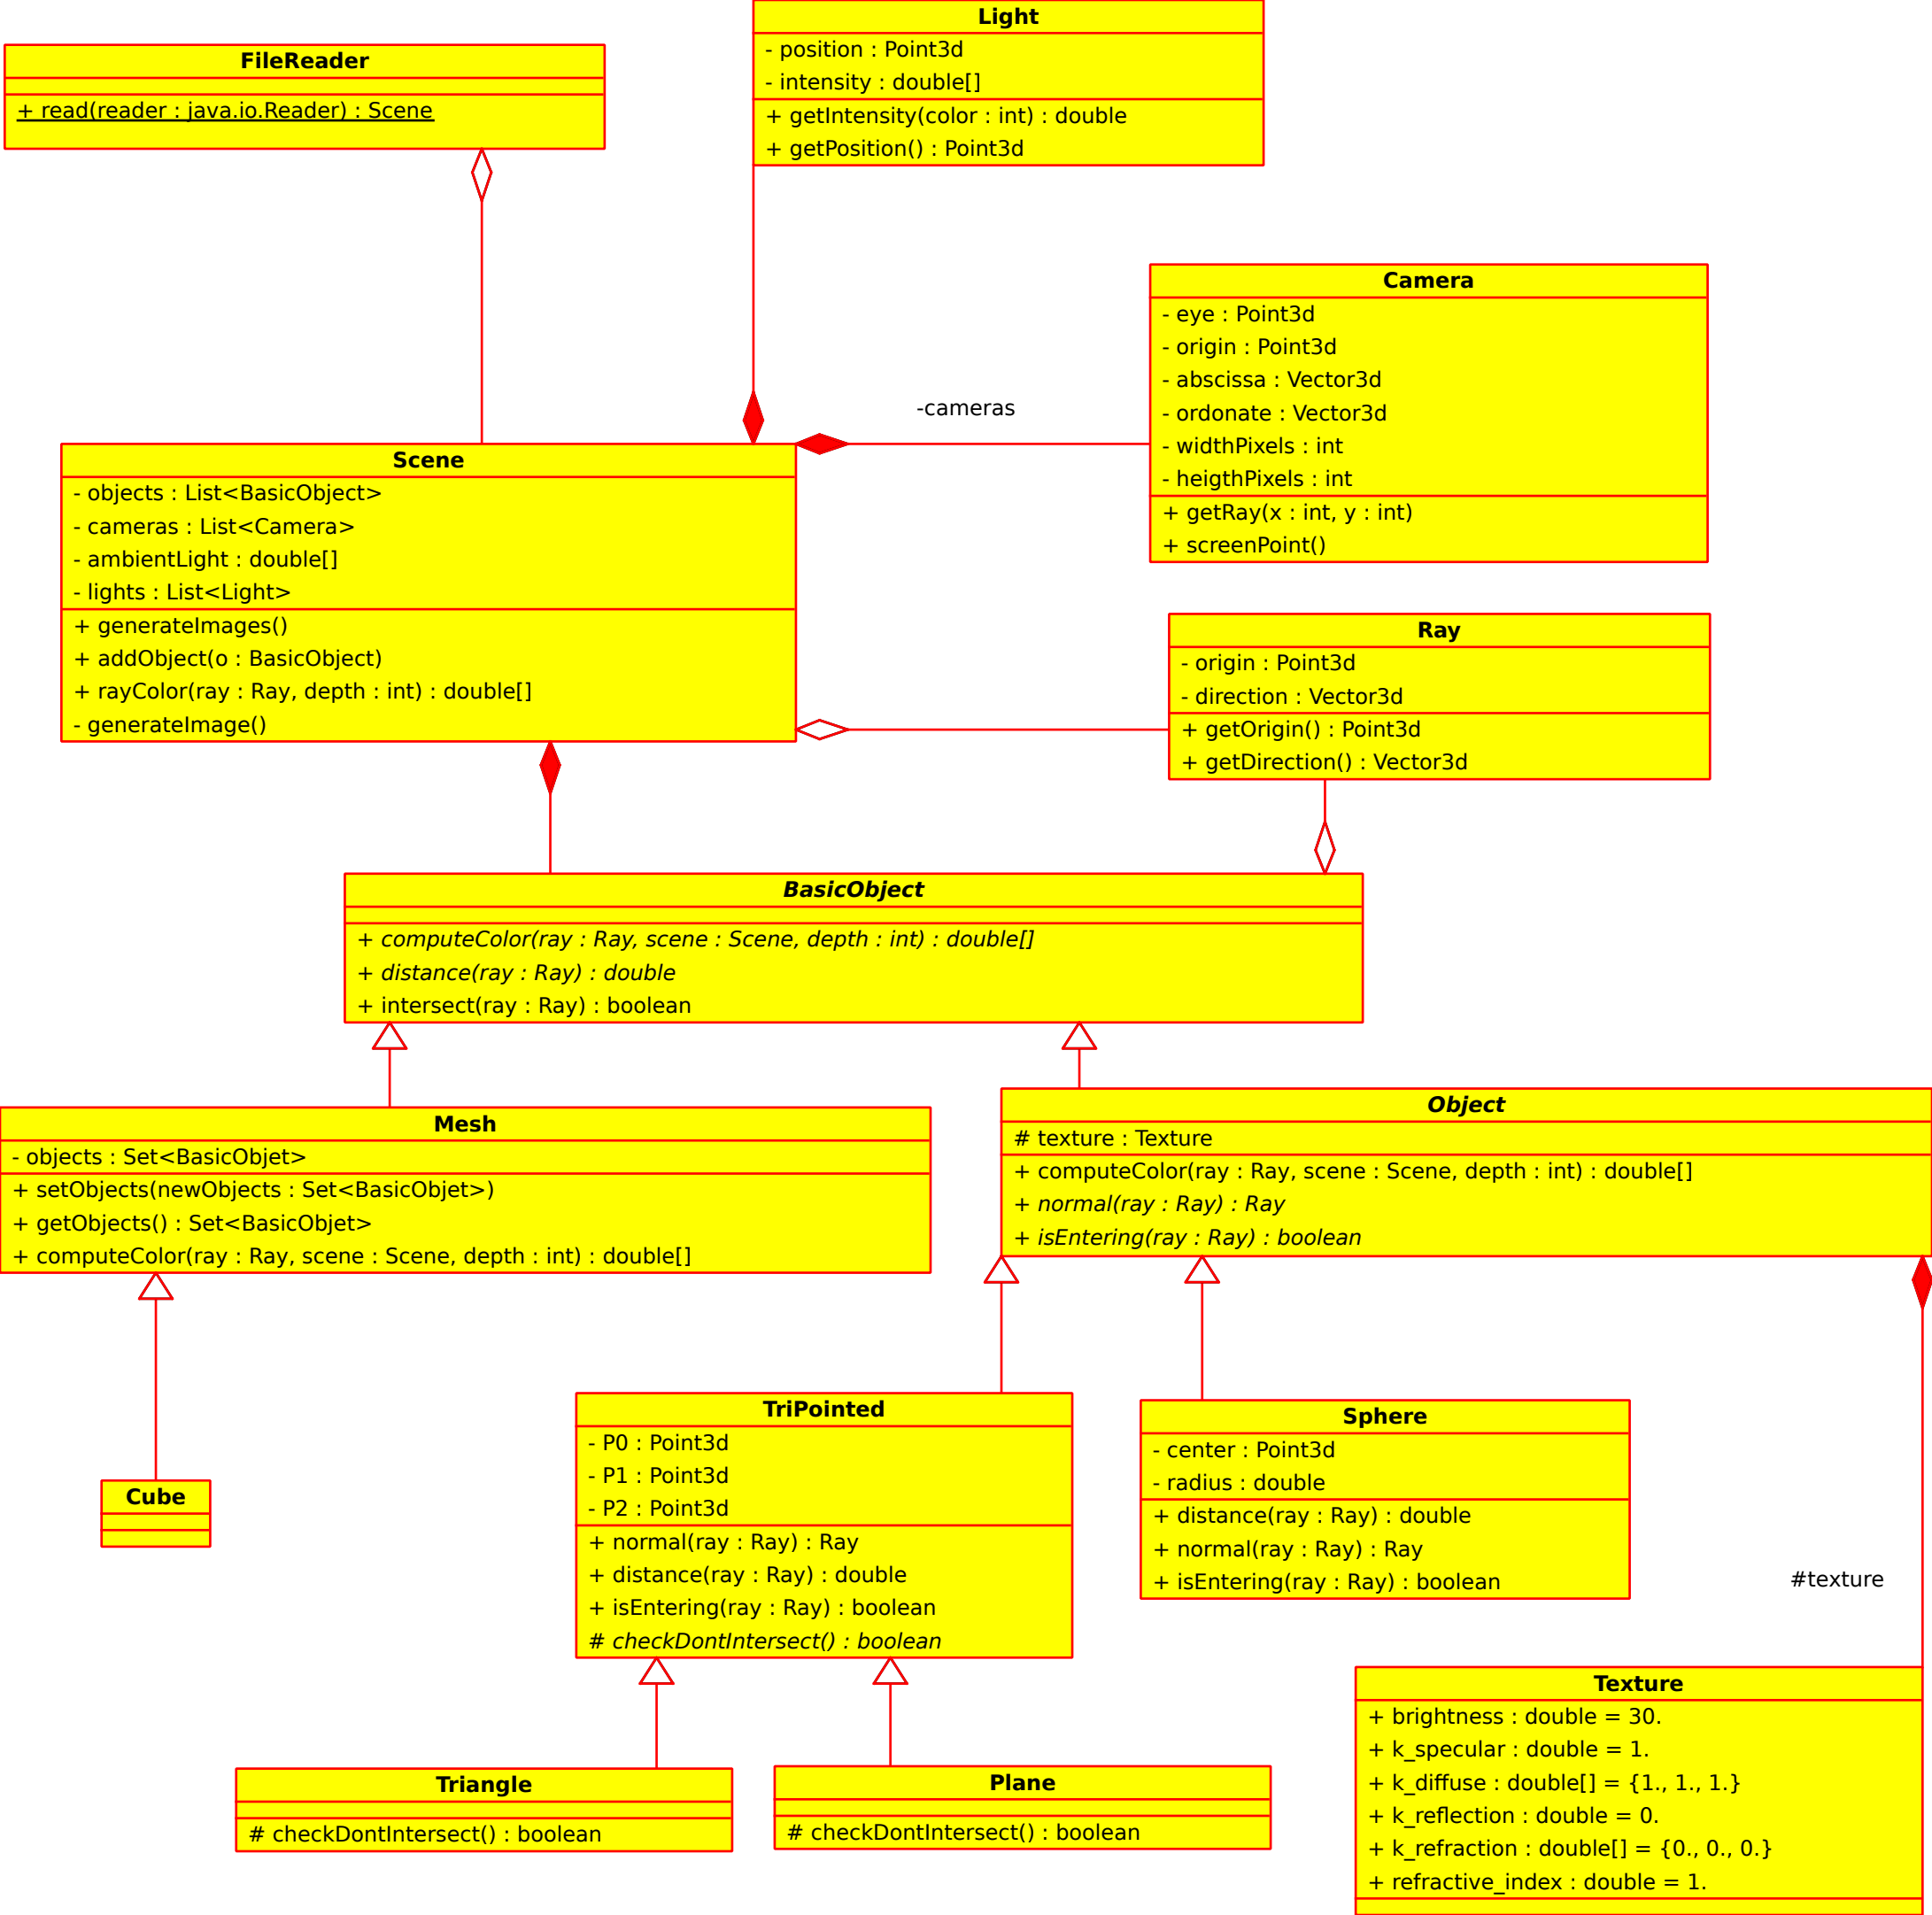 Light
- position : Point3d
- intensity : double[]
+ getIntensity(color : int) : double
+ getPosition() : Point3d
FileReader
+ read(reader : java.io.Reader) : Scene
Camera
- eye : Point3d
- origin : Point3d
- abscissa : Vector3d
- ordonate : Vector3d
- widthPixels : int
- heigthPixels : int
+ getRay(x : int, y : int)
+ screenPoint()
-cameras
Scene
- objects : List<BasicObject>
- cameras : List<Camera>
- ambientLight : double[]
- lights : List<Light>
+ generateImages()
+ addObject(o : BasicObject)
+ rayColor(ray : Ray, depth : int) : double[]
- generateImage()
Ray
- origin : Point3d
- direction : Vector3d
+ getOrigin() : Point3d
+ getDirection() : Vector3d
BasicObject
+ computeColor(ray : Ray, scene : Scene, depth : int) : double[]
+ distance(ray : Ray) : double
+ intersect(ray : Ray) : boolean
Mesh
- objects : Set<BasicObjet>
+ setObjects(newObjects : Set<BasicObjet>)
+ getObjects() : Set<BasicObjet>
+ computeColor(ray : Ray, scene : Scene, depth : int) : double[]
Object
# texture : Texture
+ computeColor(ray : Ray, scene : Scene, depth : int) : double[]
+ normal(ray : Ray) : Ray
+ isEntering(ray : Ray) : boolean
Cube
TriPointed
- P0 : Point3d
- P1 : Point3d
- P2 : Point3d
+ normal(ray : Ray) : Ray
+ distance(ray : Ray) : double
+ isEntering(ray : Ray) : boolean
# checkDontIntersect() : boolean
Sphere
- center : Point3d
- radius : double
+ distance(ray : Ray) : double
+ normal(ray : Ray) : Ray
+ isEntering(ray : Ray) : boolean
#texture
Triangle
# checkDontIntersect() : boolean
Plane
# checkDontIntersect() : boolean
Texture
+ brightness : double = 30.
+ k_specular : double = 1.
+ k_diffuse : double[] = {1., 1., 1.}
+ k_reflection : double = 0.
+ k_refraction : double[] = {0., 0., 0.}
+ refractive_index : double = 1.